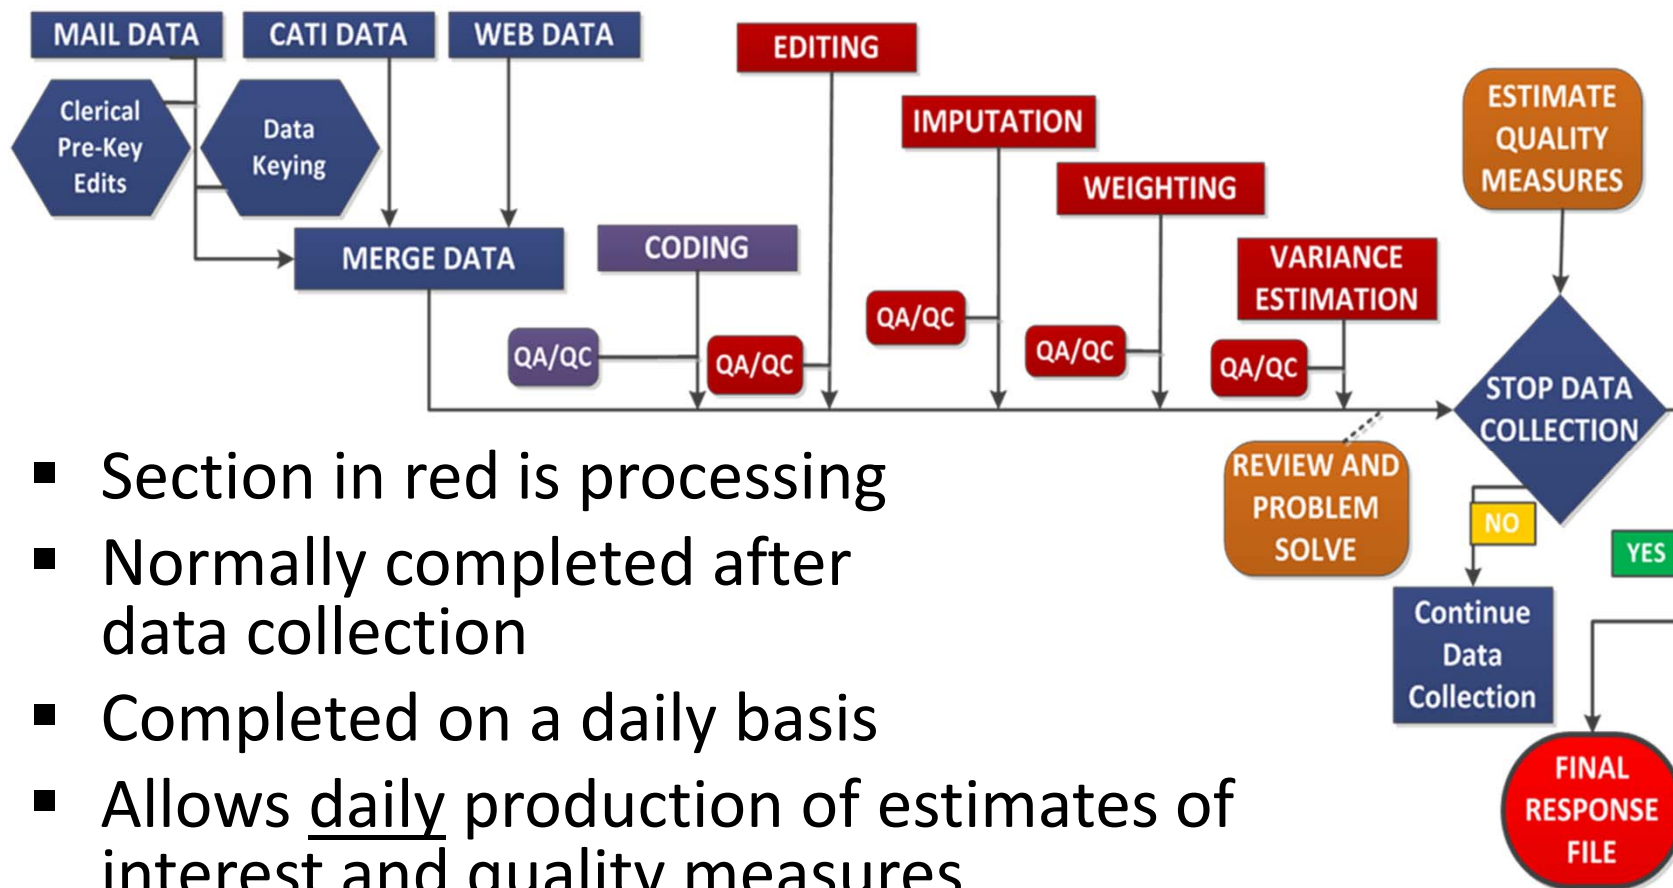 MAIL DATA
CATI DATA
WEB DATA
EDITING
Clerical
Pre-Key
Edits
Data
Keying
IMPUTATION
ESTIMATE
QUALITY
MEASURES
WEIGHTING
MERGE DATA
CODING
VARIANCE
ESTIMATION
QA/QC
QA/QC
QA/QC
QA/QC
QA/QC
STOP DATA
COLLECTION
REVIEW AND
PROBLEM
SOLVE
NO
YES
Continue
Data
Collection
FINAL
RESPONSE
FILE
▪ Section in red is processing
▪ Normally completed after
data collection
▪ Completed on a daily basis
▪ Allows daily production of estimates of
interest and quality measures